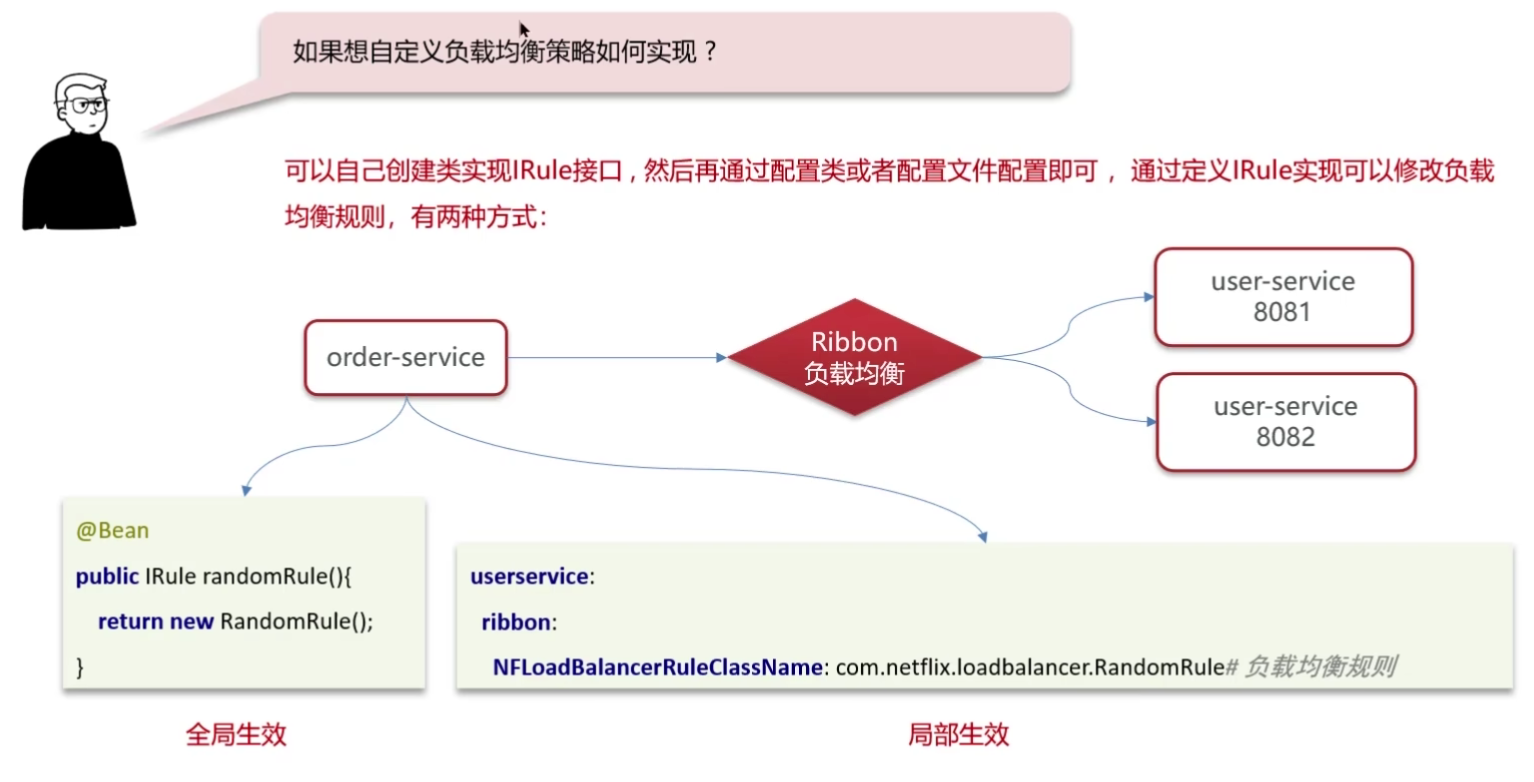 如果想自定义负载均衡策略如何实现？
可以自己创建类实现IRule接口 , 然后再通过配置类或者配置文件配置即可 ，通过定义IRule实现可以修改负载
均衡规则，有两种方式：
user-service
8081
order-service
Ribbon
负载均衡
user-service
8082
@Bean
public IRule randomRule(){
return new RandomRule();
}
userservice:
ribbon:
NFLoadBalancerRuleClassName: com.netflix.loadbalancer.RandomRule# 负载均衡规则
全局生效
局部生效